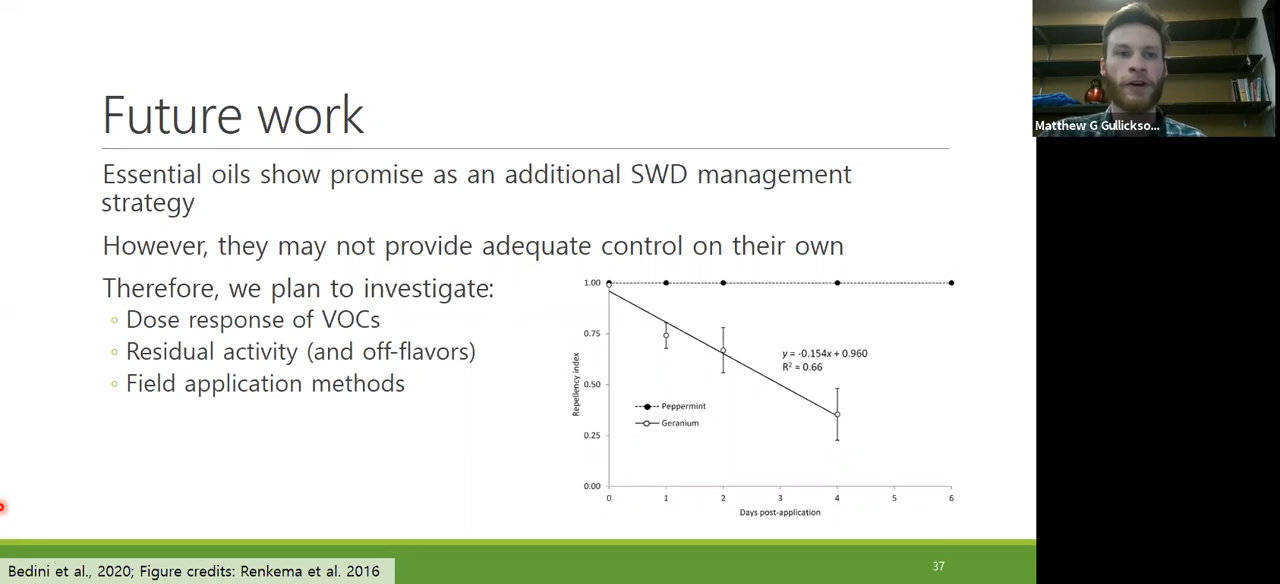 Future work
Essential oils show promise as an additional SWD management
strategy
However, they may not provide adequate control on their own
Therefore, we plan to investigate:
◦ Dose response of VOCs
◦ Residual activity (and off-flavors)
◦ Field application methods
1.00
0.75
0.50
0.25
0.00
Repellency index
y = -0.154x + 0.960
R² = 0.66
Peppermint
Geranium
0 1 2 3 4 5 6
Days post-application
Bedini et al., 2020; Figure credits: Renkema et al. 2016
37
Matthew G Gullickso...